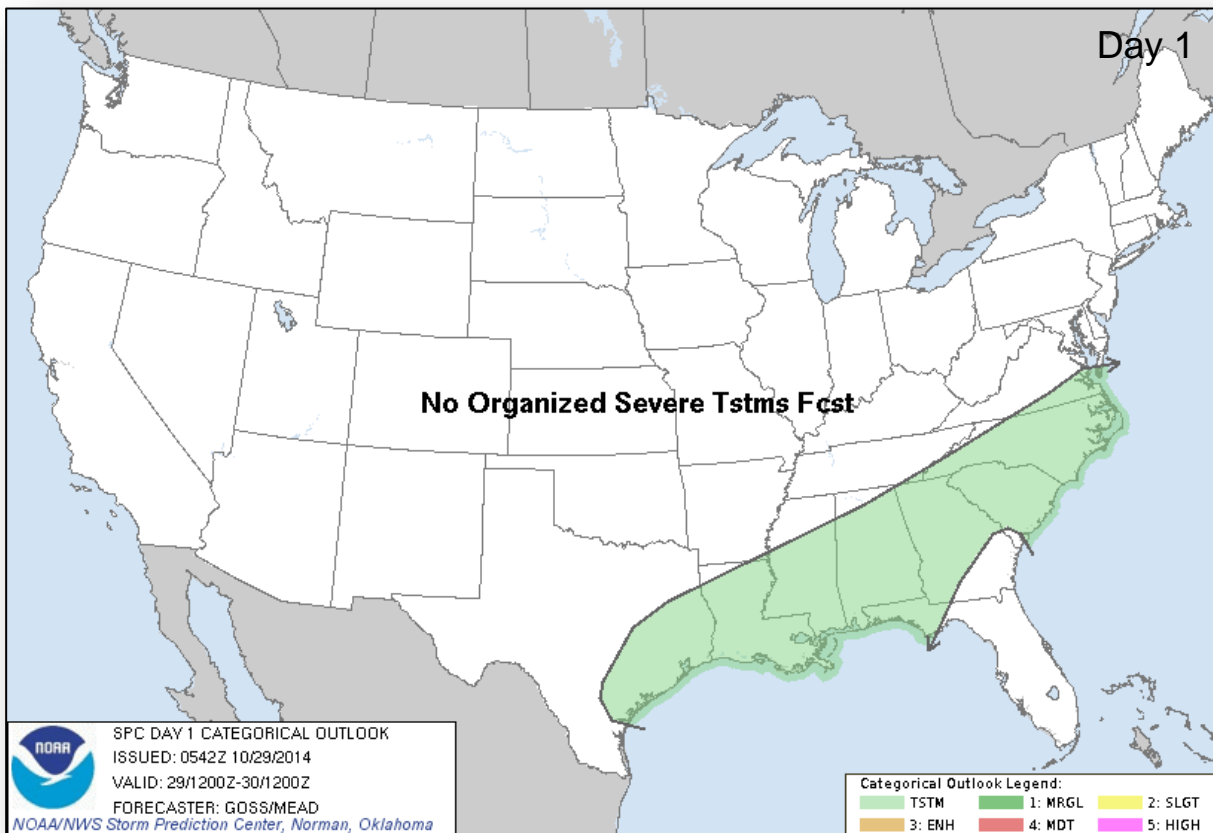 Day 1
No Organized Severe Tstms Fcst
NOAA
SPC DAY 1 CATEGORICAL OUTLOOK
ISSUED: 0542Z 10/29/2014
VALID: 29/1200Z-30/1200Z
FORECASTER: GOSS/MEAD
NOAA/NWS Storm Prediction Center, Norman, Oklahoma
Categorical Outlook Legend:
TSTM 1: MRGL 2: SLGT
3: ENH 4: MDT 5: HIGH